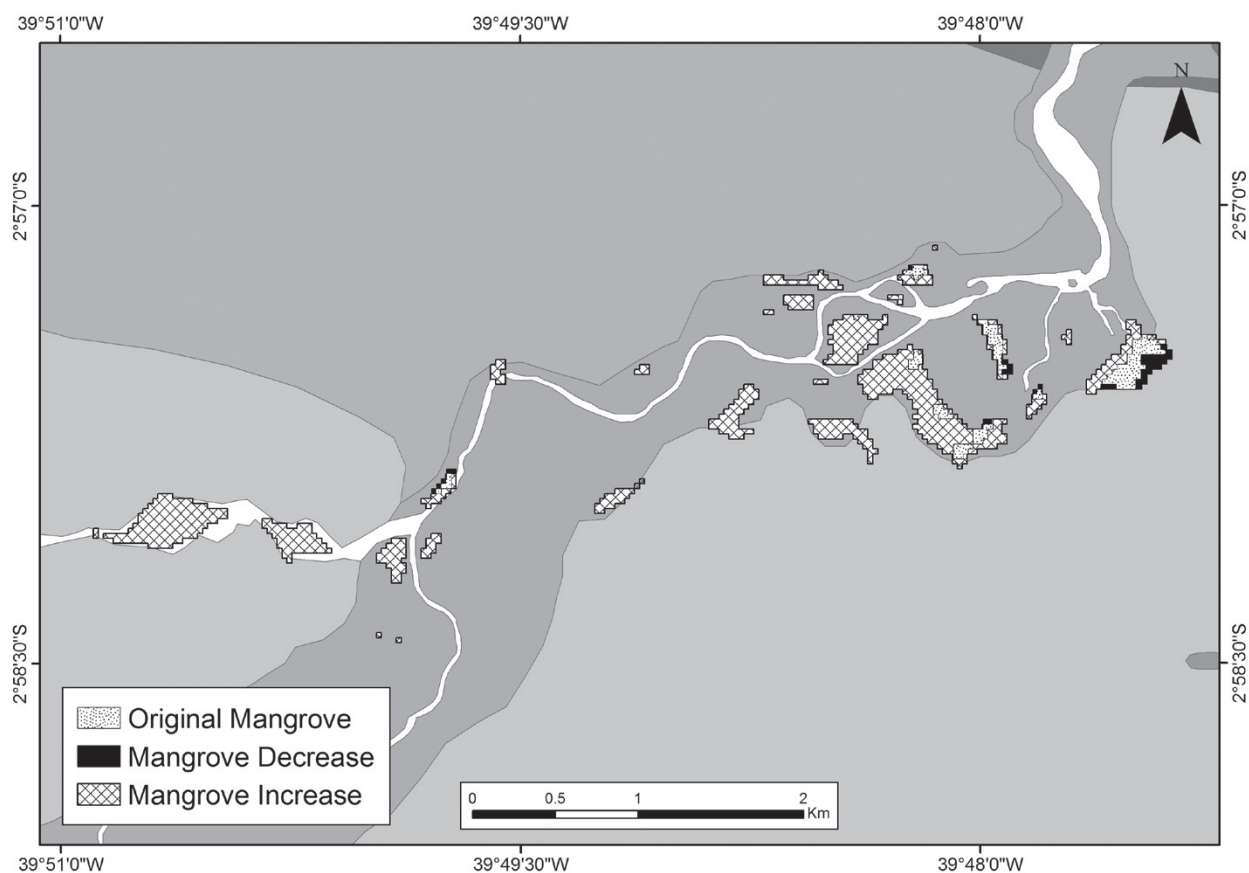 39°51'0"W 39°49'30"W 39°48'0"W
N
2°57'0"S 2°57'0"S
2°58'30"S 2°58'30"S
Original Mangrove
Mangrove Decrease
Mangrove Increase
0 0.5 1 2
Km
39°51'0"W 39°49'30"W 39°48'0"W